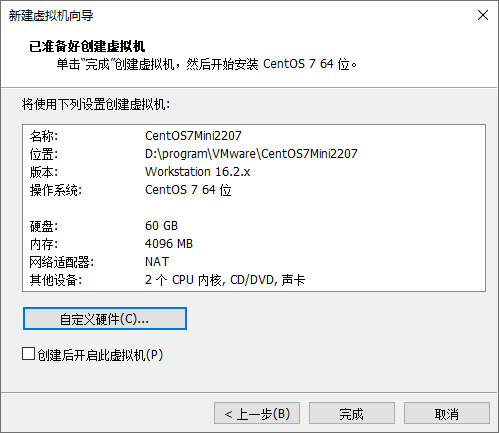 新建虚拟机向导
已准备好创建虚拟机
单击“完成”创建虚拟机，然后开始安装 CentOS 7 64 位。
将使用下列设置创建虚拟机:
名称: CentOS7Mini2207
位置: D:\program\VMware\CentOS7Mini2207
版本: Workstation 16.2.x
操作系统: CentOS 7 64 位
硬盘: 60 GB
内存: 4096 MB
网络适配器: NAT
其他设备: 2 个 CPU 内核, CD/DVD, 声卡
自定义硬件(C)...
创建后开启此虚拟机(P)
< 上一步(B) 完成 取消